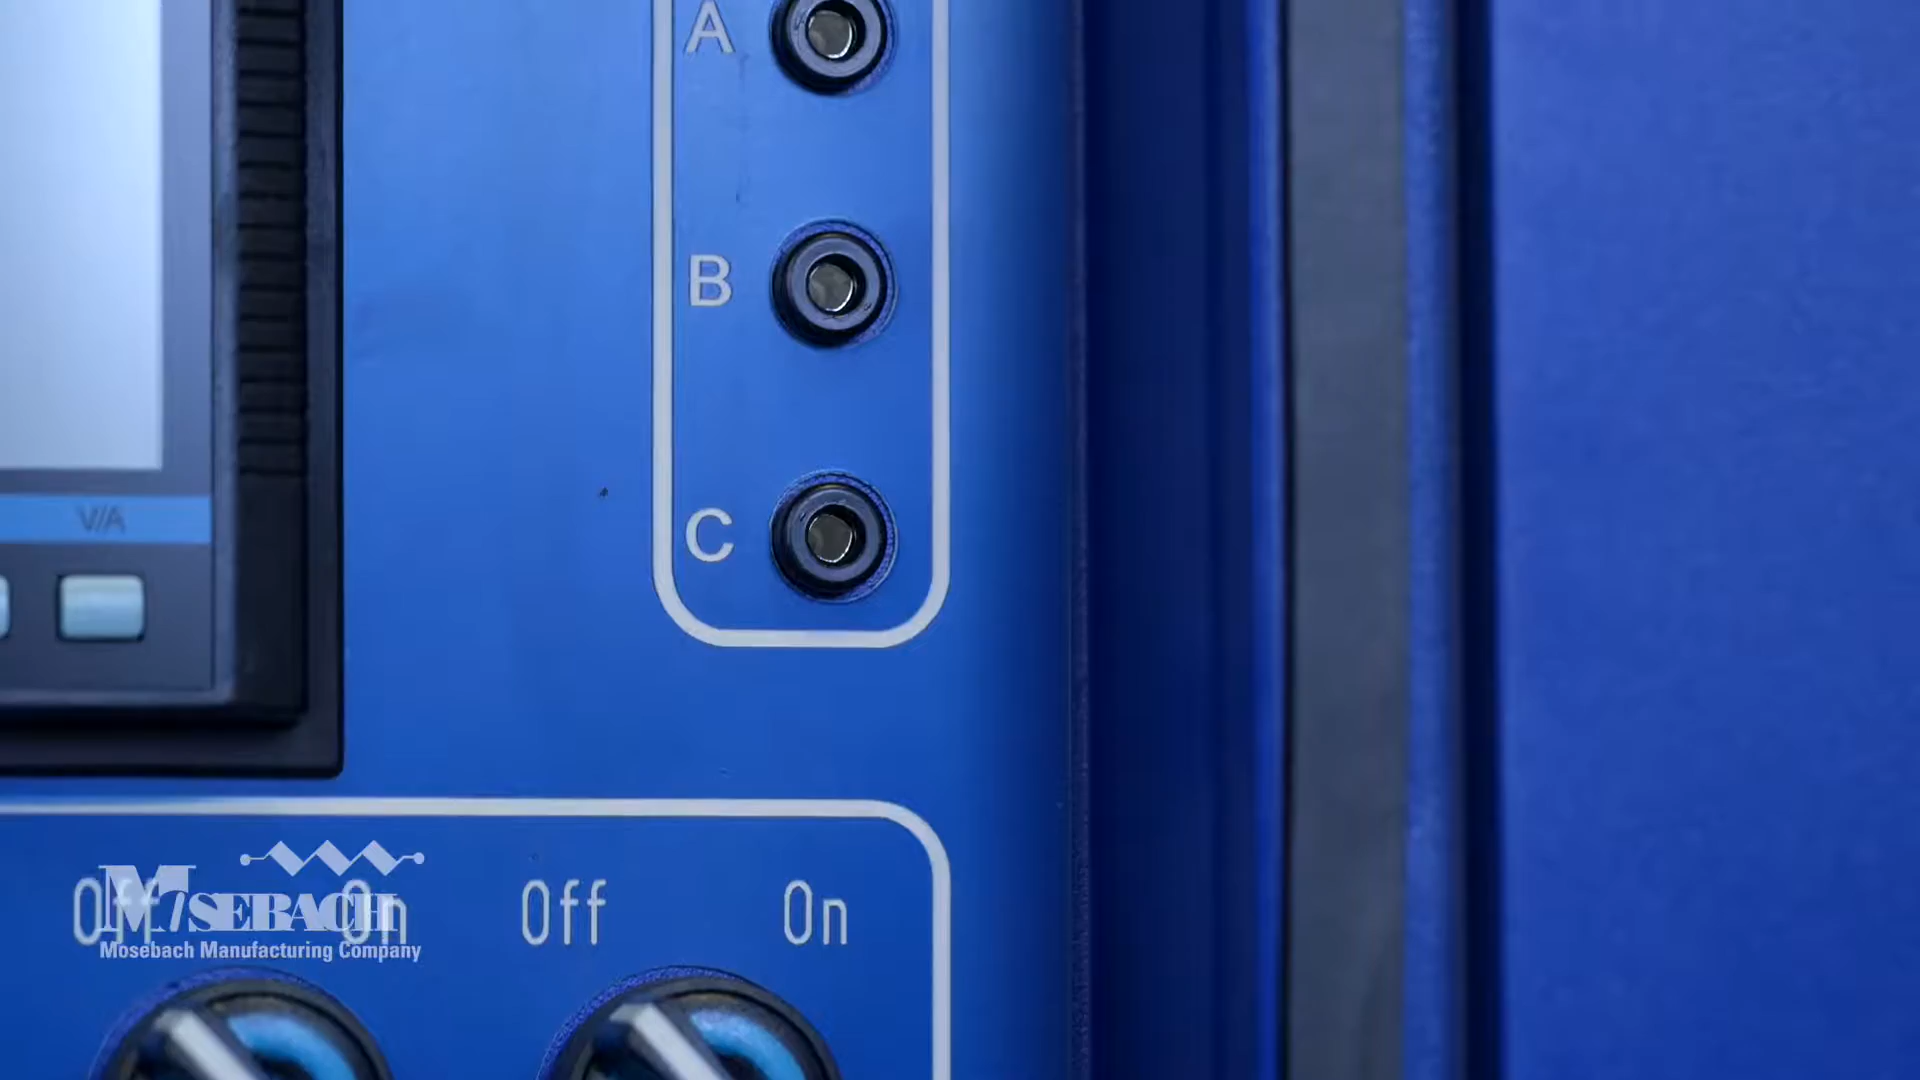 A
B
C
V/A
Off On Off On
MOSEBACH
Mosebach Manufacturing Company